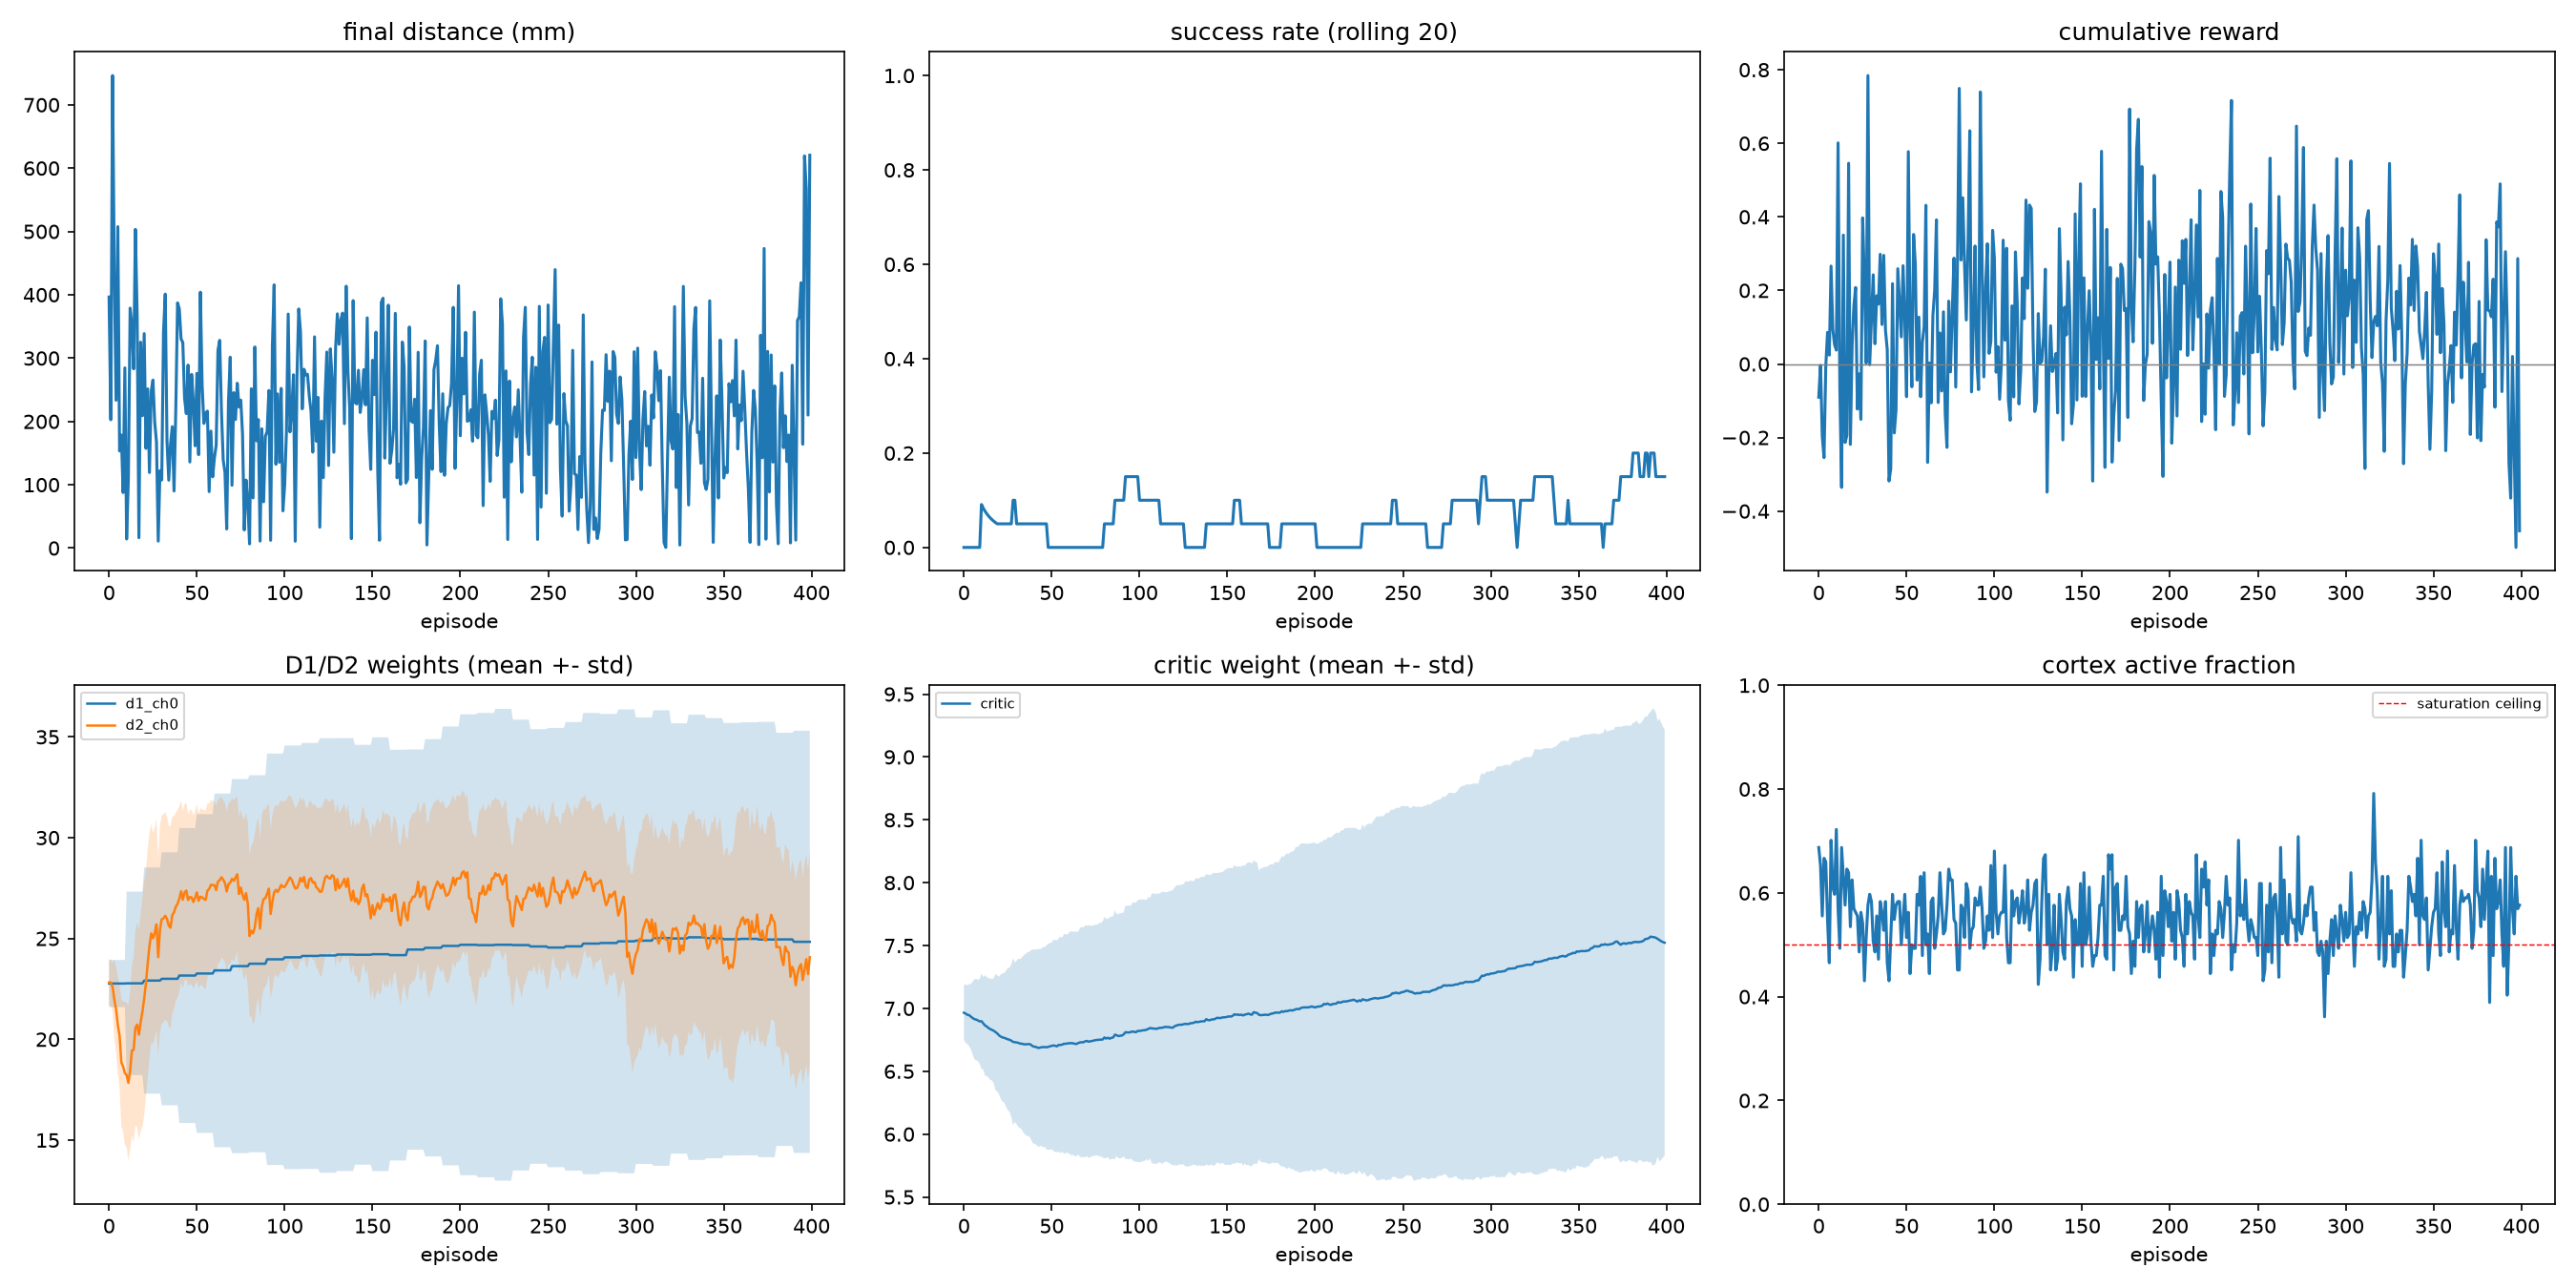 final distance (mm)
700
600
500
400
300
200
100
0
0 50 100 150 200 250 300 350 400
episode
success rate (rolling 20)
1.0
0.8
0.6
0.4
0.2
0.0
0 50 100 150 200 250 300 350 400
episode
cumulative reward
0.8
0.6
0.4
0.2
0.0
−0.2
−0.4
0 50 100 150 200 250 300 350 400
episode
D1/D2 weights (mean +- std)
d1_ch0
d2_ch0
35
30
25
20
15
0 50 100 150 200 250 300 350 400
episode
critic weight (mean +- std)
critic
9.5
9.0
8.5
8.0
7.5
7.0
6.5
6.0
5.5
0 50 100 150 200 250 300 350 400
episode
cortex active fraction
saturation ceiling
1.0
0.8
0.6
0.4
0.2
0.0
0 50 100 150 200 250 300 350 400
episode